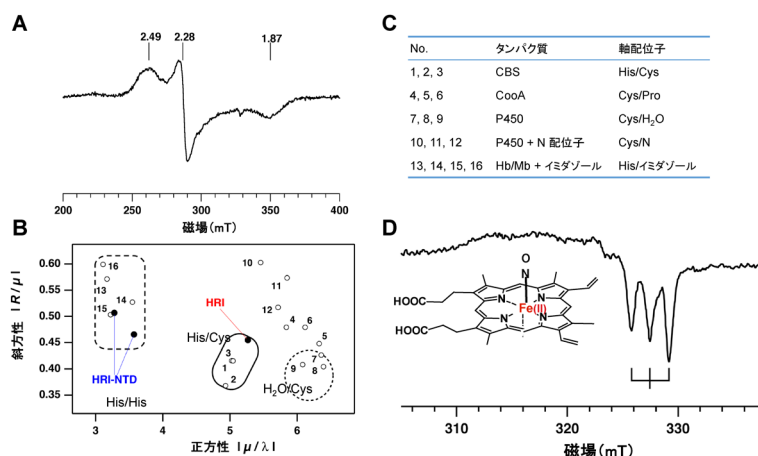 A
2.49 2.28 1.87
200 250 300 350 400
磁場(mT)
B
斜方性 |R/μ|
0.60
0.55
0.50
0.45
0.40
0.35
16
13
15
14
10
11
12
4
6
5
7
8
9
3
1
2
HRI
His/Cys
HRI-NTD
His/His
H₂O/Cys
3 4 5 6
正方性 |μ/λ|
C
No. タンパク質 軸配位子
1, 2, 3 CBS His/Cys
4, 5, 6 CooA Cys/Pro
7, 8, 9 P450 Cys/H₂O
10, 11, 12 P450 + N 配位子 Cys/N
13, 14, 15, 16 Hb/Mb + イミダゾール His/イミダゾール
D
O
N
N N
Fe(II)
N N
HOOC
HOOC
310 320 330
磁場(mT)